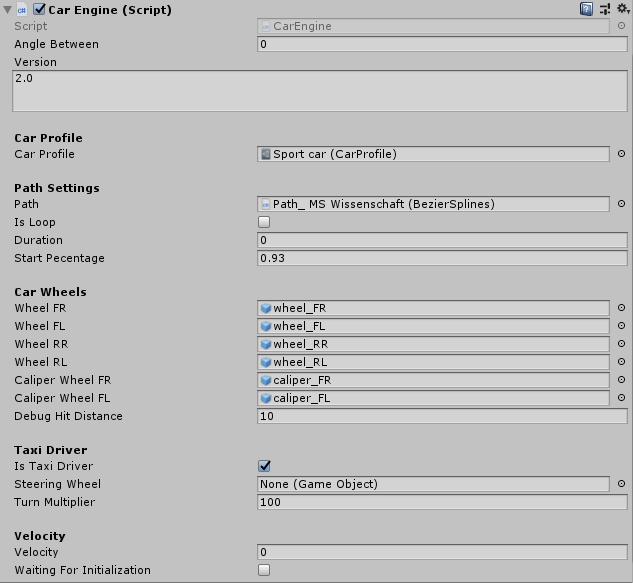 Car Engine (Script)
Script CarEngine
Angle Between 0
Version
2.0
Car Profile
Car Profile Sport car (CarProfile)
Path Settings
Path Path_ MS Wissenschaft (BezierSplines)
Is Loop
Duration 0
Start Pecentage 0.93
Car Wheels
Wheel FR wheel_FR
Wheel FL wheel_FL
Wheel RR wheel_RR
Wheel RL wheel_RL
Caliper Wheel FR caliper_FR
Caliper Wheel FL caliper_FL
Debug Hit Distance 10
Taxi Driver
Is Taxi Driver
Steering Wheel None (Game Object)
Turn Multiplier 100
Velocity
Velocity 0
Waiting For Initialization